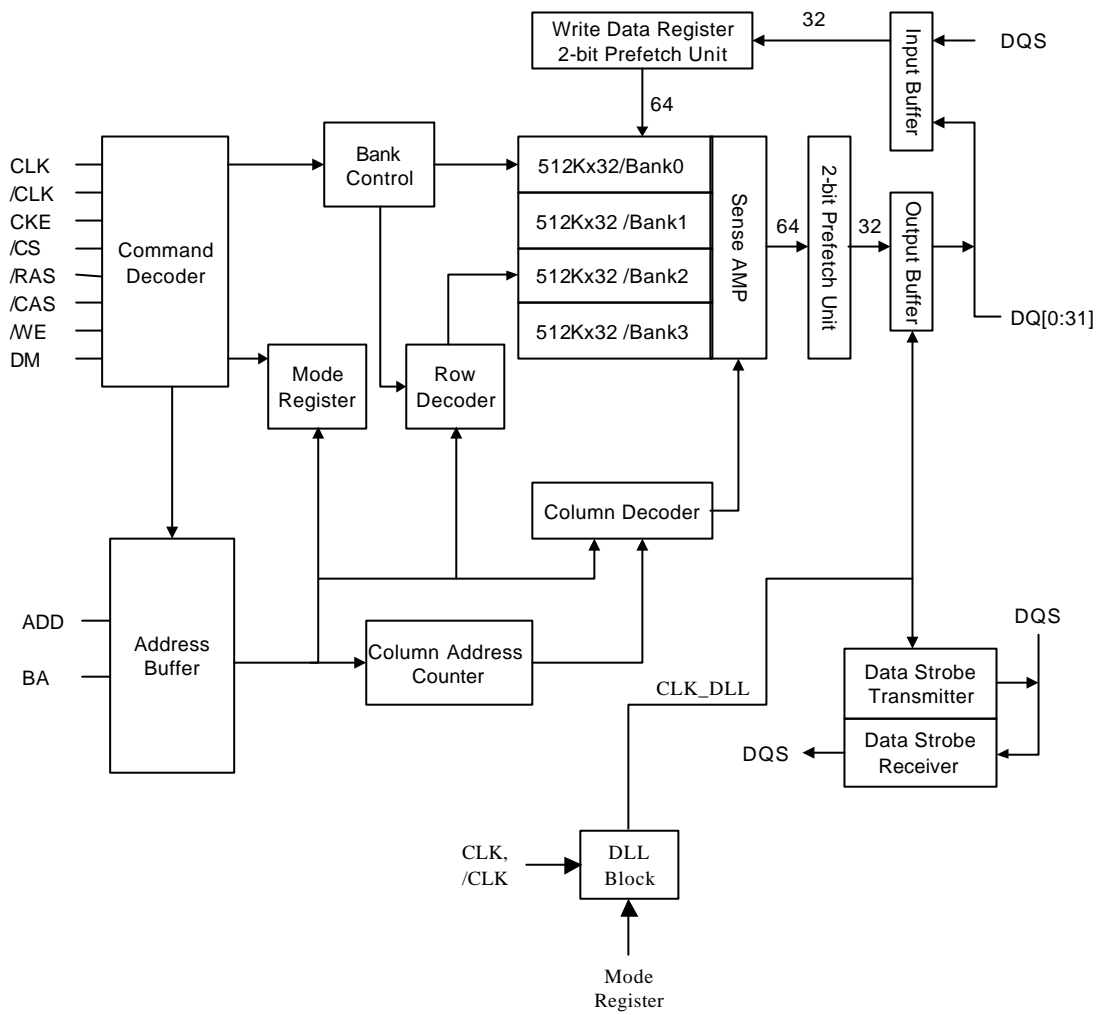 Write Data Register
2-bit Prefetch Unit
32
Input Buffer
DQS
64
CLK
/CLK
CKE
/CS
/RAS
/CAS
/WE
DM
Command
Decoder
Bank
Control
512Kx32/Bank0
512Kx32 /Bank1
512Kx32 /Bank2
512Kx32 /Bank3
Sense AMP
64
2-bit Prefetch Unit
32
Output Buffer
DQ[0:31]
Mode
Register
Row
Decoder
Column Decoder
ADD
BA
Address
Buffer
Column Address
Counter
CLK_DLL
DQS
Data Strobe
Transmitter
Data Strobe
Receiver
DQS
CLK,
/CLK
DLL
Block
Mode
Register